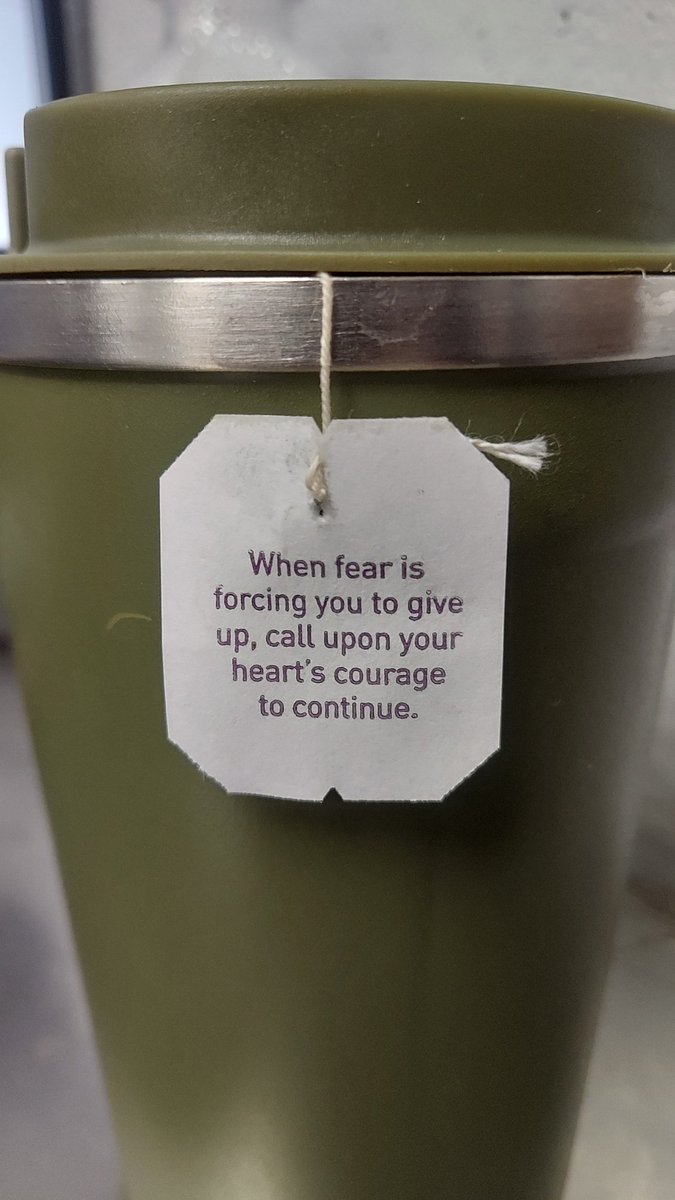 When fear is
forcing you to give
up, call upon your
heart's courage
to continue.